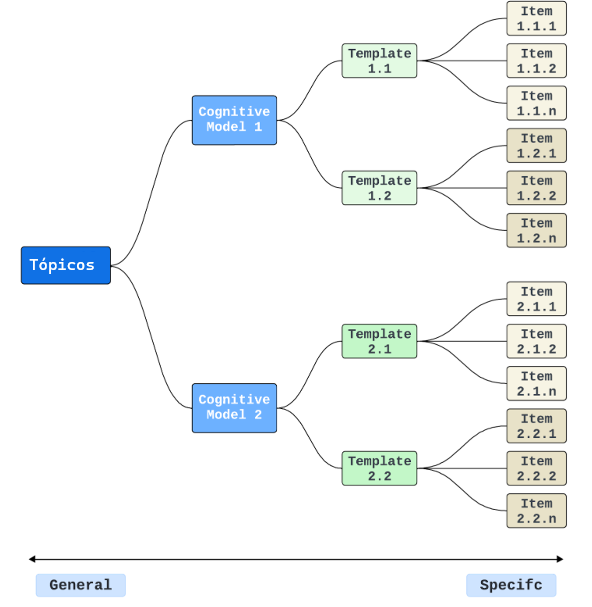 Tópicos
Cognitive
Model 1
Template
1.1
Item
1.1.1
Item
1.1.2
Item
1.1.n
Template
1.2
Item
1.2.1
Item
1.2.2
Item
1.2.n
Cognitive
Model 2
Template
2.1
Item
2.1.1
Item
2.1.2
Item
2.1.n
Template
2.2
Item
2.2.1
Item
2.2.2
Item
2.2.n
General
Specifc